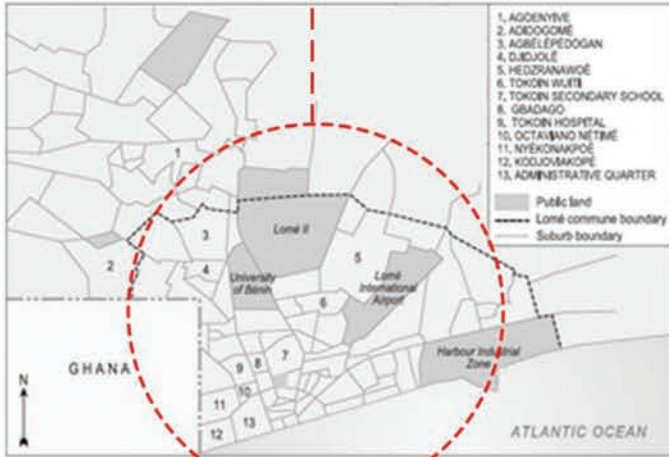 1, AGOENYIVE
2, ADIDOGOMÉ
3, AGBÉLÉPÉDOGAN
4, DJIDJOLÉ
5, HEDZRANAWOÉ
6, TOKOIN WUITI
7, TOKOIN SECONDARY SCHOOL
8, GBADAGO
9, TOKOIN HOSPITAL
10, OCTAVIANO NÉTIMÉ
11, NYÉKONAKPOÉ
12, KODJOVIAKOPÉ
13, ADMINISTRATIVE QUARTER
Public land
Lomé commune boundary
Suburb boundary
1
2
3
4
Lomé II
5
University
of Bénin
Lomé
International
Airport
6
GHANA
N
7
8
9
10
11
12
13
Harbour Industrial
Zone
ATLANTIC OCEAN